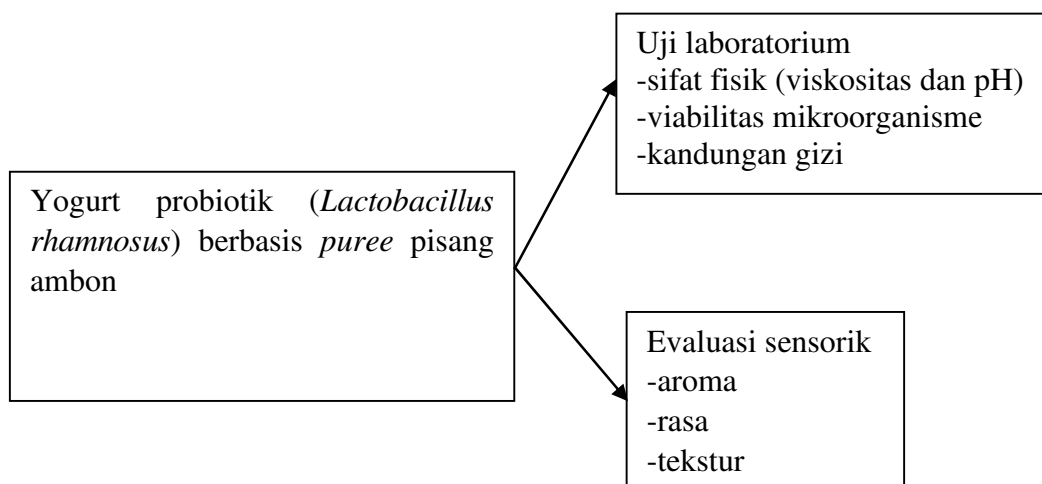 Uji laboratorium
-sifat fisik (viskositas dan pH)
-viabilitas mikroorganisme
-kandungan gizi
Yogurt probiotik (Lactobacillus
rhamnosus) berbasis puree pisang
ambon
Evaluasi sensorik
-aroma
-rasa
-tekstur